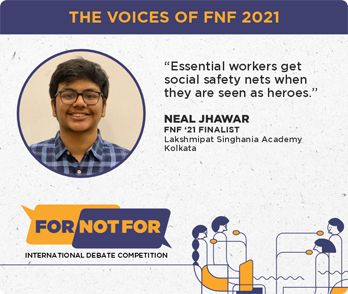 THE VOICES OF FNF 2021
“Essential workers get
social safety nets when
they are seen as heroes.”
NEAL JHAWAR
FNF ‘21 FINALIST
Lakshmipat Singhania Academy
Kolkata
FOR NOT FOR
INTERNATIONAL DEBATE COMPETITION